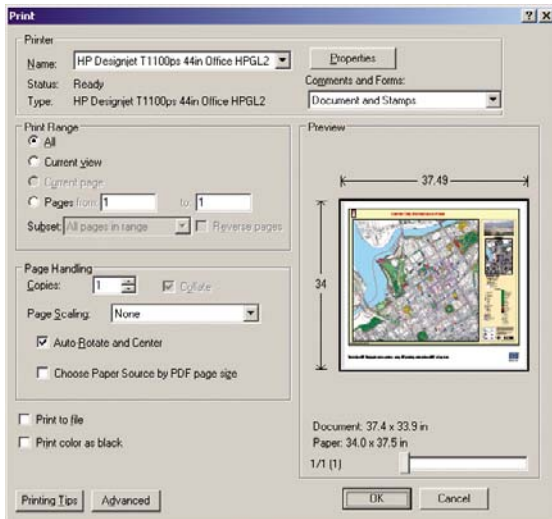 Print
Printer
Name: HP Designjet T1100ps 44in Office HPGL2
Properties
Status: Ready
Comments and Forms:
Type: HP Designjet T1100ps 44in Office HPGL2
Document and Stamps
Print Range
All
Current view
Current page
Pages from: 1 to: 1
Subset: All pages in range
Reverse pages
Page Handling
Copies: 1
Collate
Page Scaling: None
Auto-Rotate and Center
Choose Paper Source by PDF page size
Print to file
Print color as black
Preview
37.49
34
Document: 37.4 x 33.9 in
Paper: 34.0 x 37.5 in
1/1 (1)
Printing Tips
Advanced
OK
Cancel